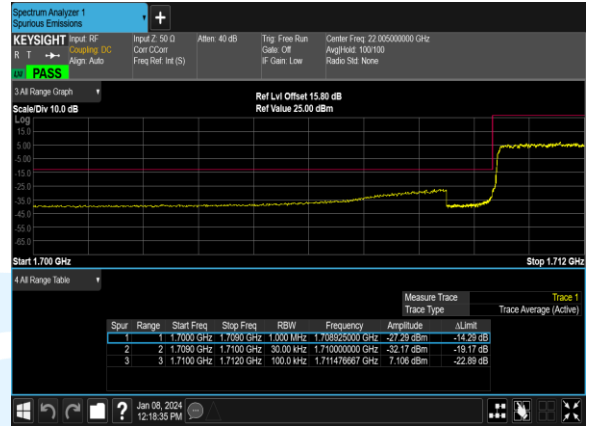 Spectrum Analyzer 1
Spurious Emissions
KEYSIGHT Input: RF Input Z: 50 Ω Atten: 40 dB Trig: Free Run Center Freq: 22.005000000 GHz
R T Coupling: DC Corr CCorr Gate: Off Avg|Hold: 100/100
Align: Auto Freq Ref: Int (S) IF Gain: Low Radio Std: None
PASS
3 All Range Graph Ref Lvl Offset 15.80 dB
Scale/Div 10.0 dB Ref Value 25.00 dBm
Log
15.0
5.00
-5.00
-15.0
-25.0
-35.0
-45.0
-55.0
-65.0
Start 1.700 GHz Stop 1.712 GHz
4 All Range Table
Measure Trace Trace 1
Trace Type Trace Average (Active)
Spur Range Start Freq Stop Freq RBW Frequency Amplitude ΔLimit
1 1 1.7000 GHz 1.7090 GHz 1.000 MHz 1.708925000 GHz -27.29 dBm -14.29 dB
2 2 1.7090 GHz 1.7100 GHz 30.00 kHz 1.710000000 GHz -32.17 dBm -19.17 dB
3 3 1.7100 GHz 1.7120 GHz 100.0 kHz 1.711476667 GHz 7.106 dBm -22.89 dB
? Jan 08, 2024
12:18:35 PM